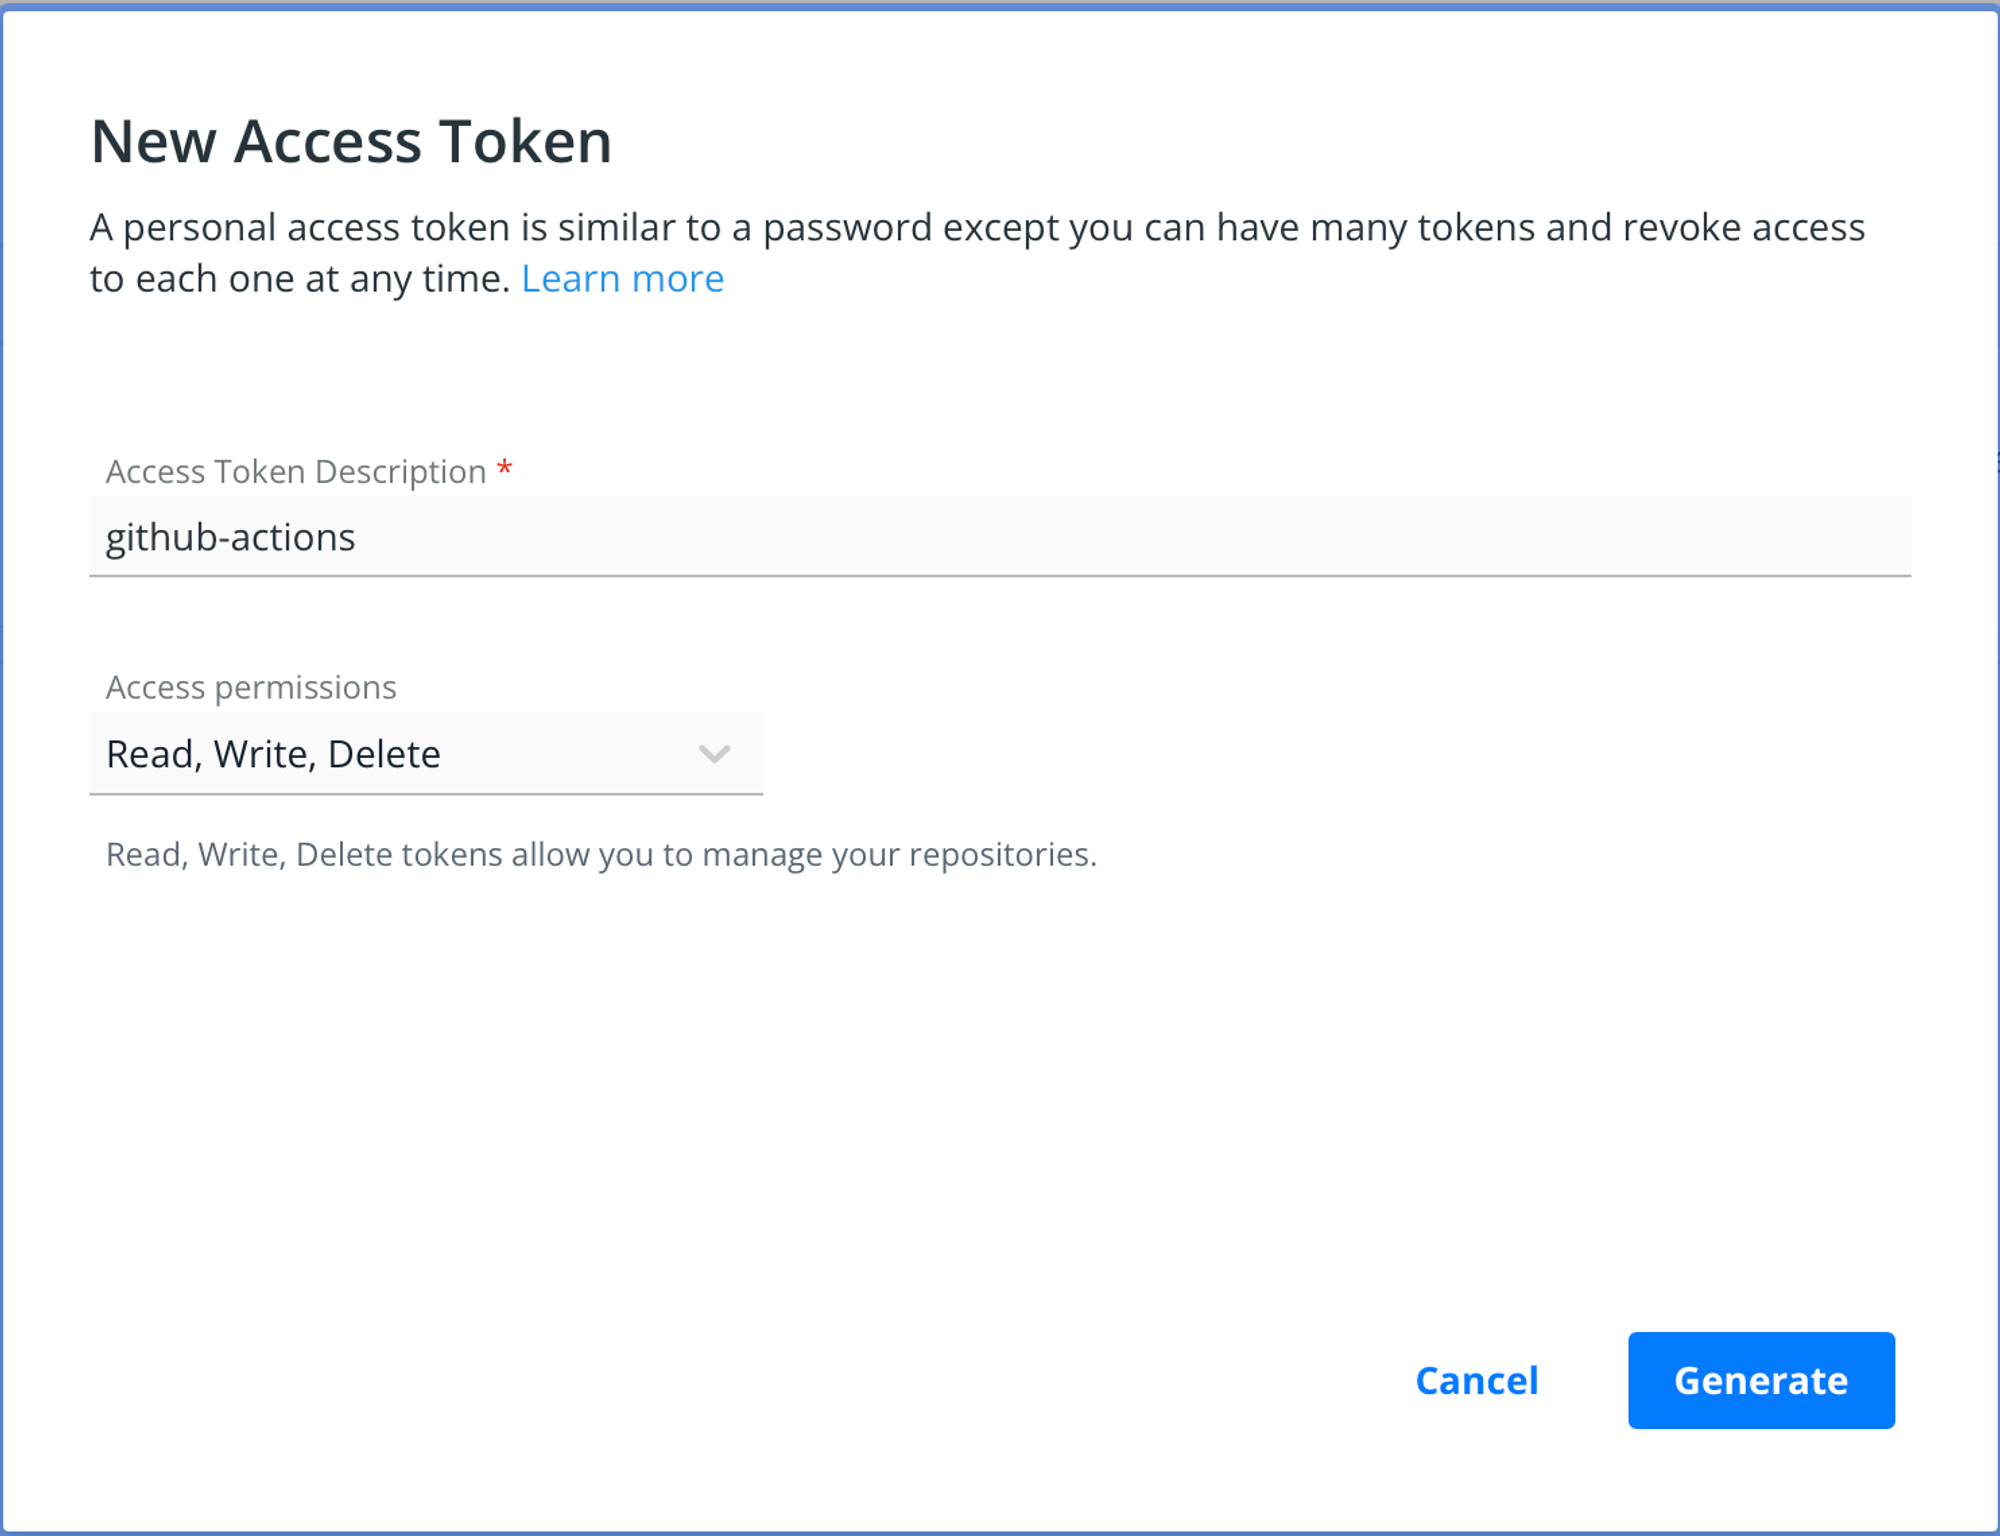 New Access Token
A personal access token is similar to a password except you can have many tokens and revoke access
to each one at any time. Learn more
Access Token Description *
github-actions
Access permissions
Read, Write, Delete
Read, Write, Delete tokens allow you to manage your repositories.
Cancel
Generate